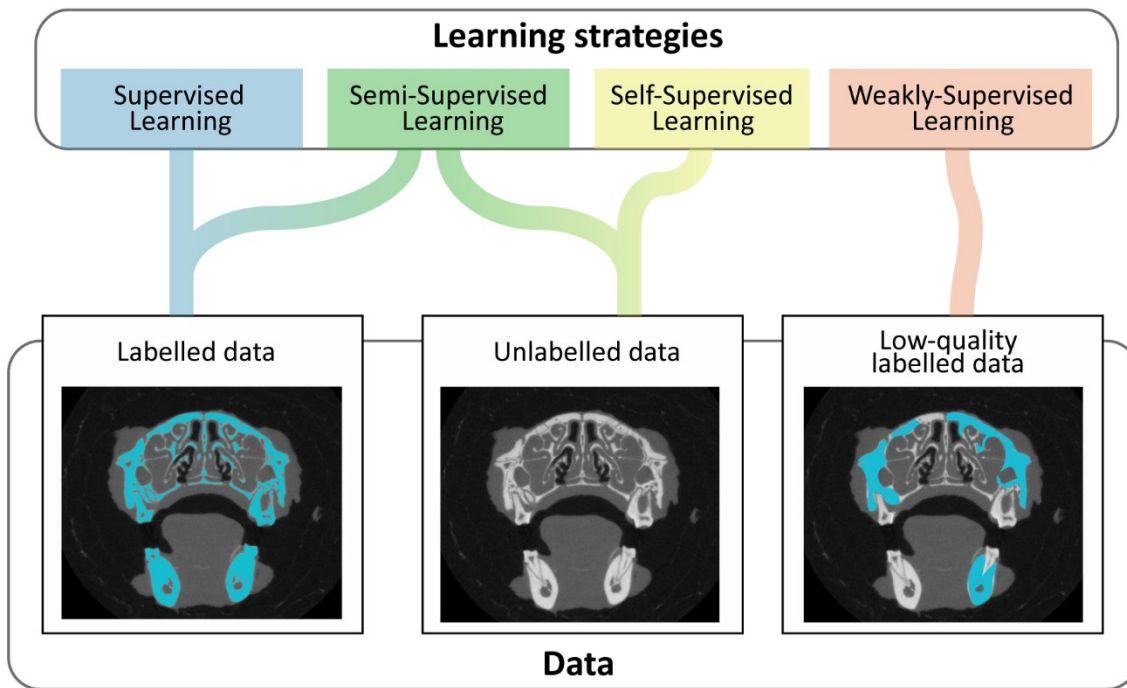 Learning strategies
Supervised
Learning
Semi-Supervised
Learning
Self-Supervised
Learning
Weakly-Supervised
Learning
Labelled data
Unlabelled data
Low-quality
labelled data
Data